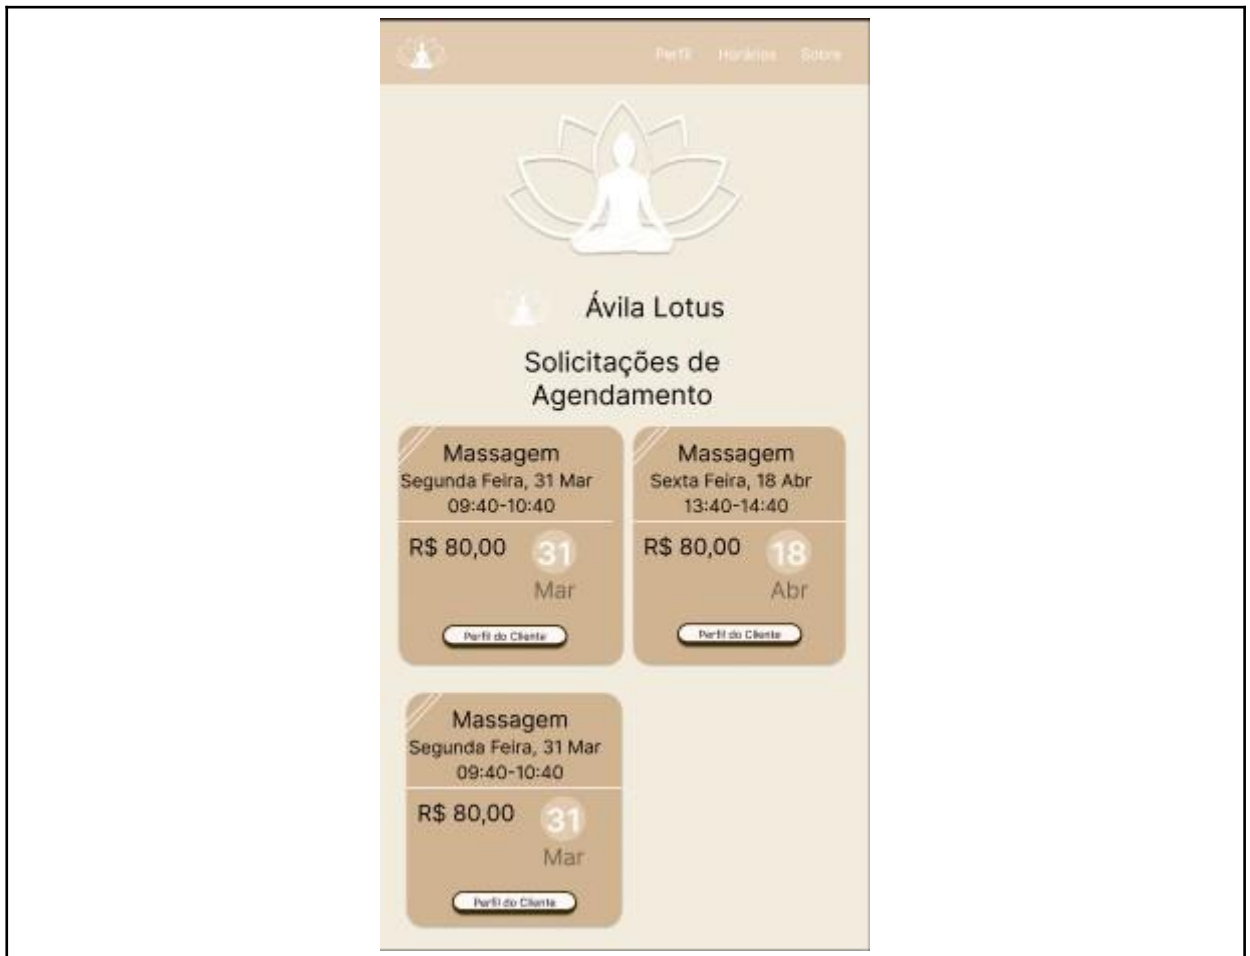 Perfil Horários Sobre
Ávila Lotus
Solicitações de
Agendamento
Massagem
Segunda Feira, 31 Mar
09:40-10:40
R$ 80,00
31
Mar
Perfil do Cliente
Massagem
Sexta Feira, 18 Abr
13:40-14:40
R$ 80,00
18
Abr
Perfil do Cliente
Massagem
Segunda Feira, 31 Mar
09:40-10:40
R$ 80,00
31
Mar
Perfil do Cliente